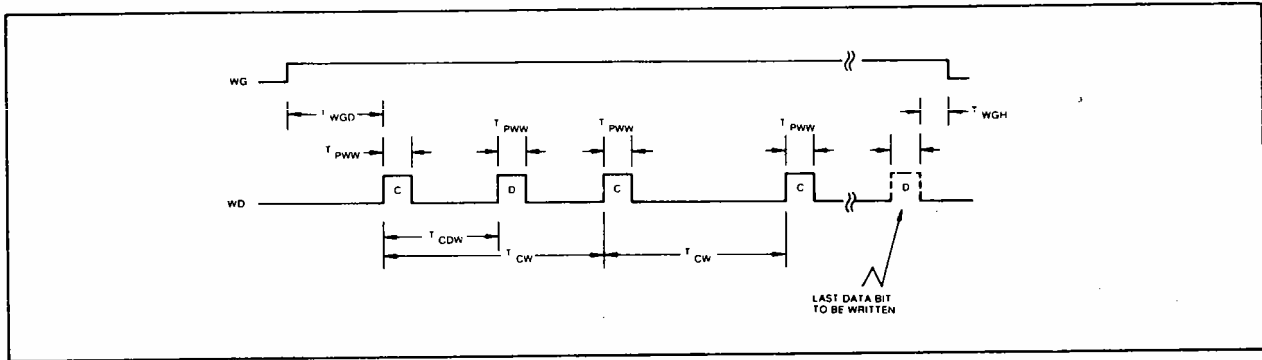 WG
T WGD
T WGH
T PWW
T PWW
T PWW
T PWW
WD
C
D
C
C
D
T CDW
T CW
T CW
LAST DATA BIT
TO BE WRITTEN